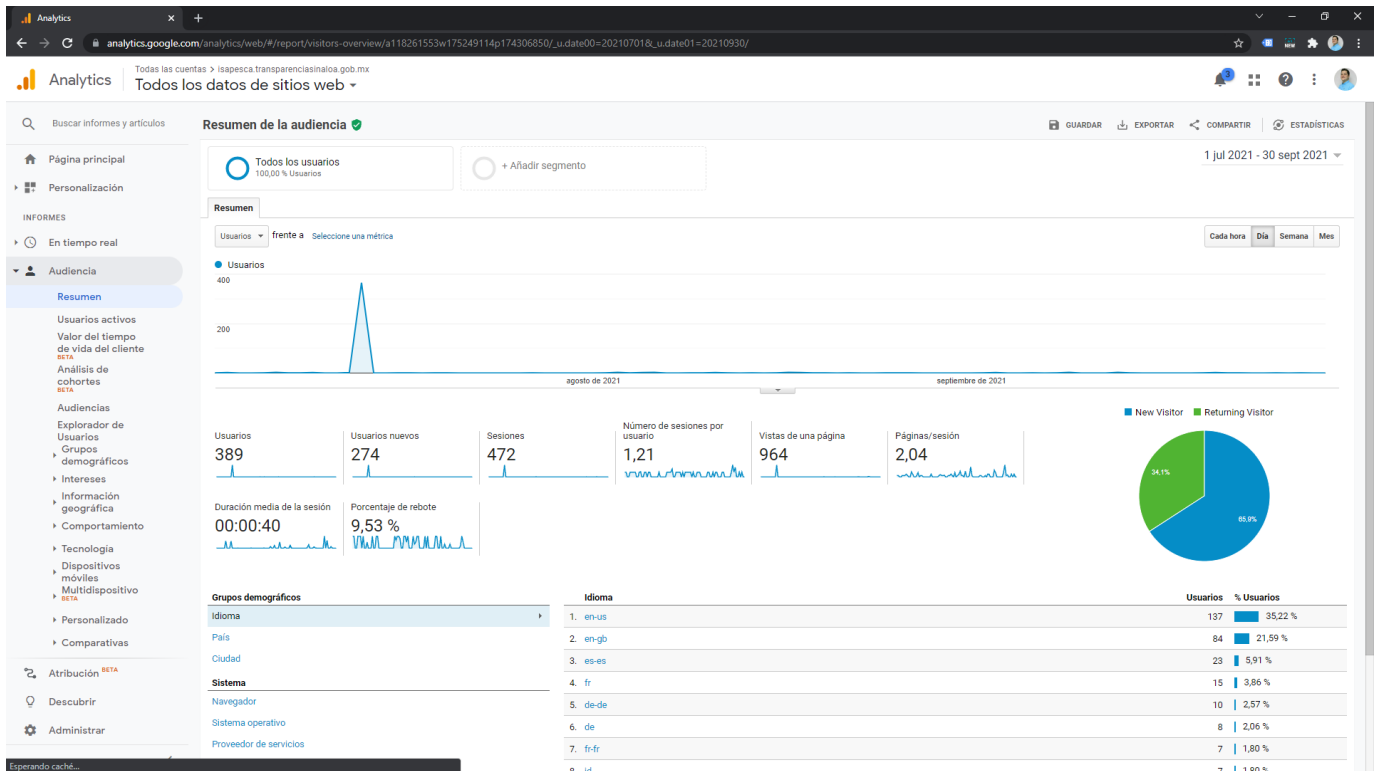 Analytics
analytics.google.com/analytics/web/#/report/visitors-overview/a118261553w175249114p174306850/_u.date00=20210701&_u.date01=20210930/
NEW
Analytics
Todas las cuentas > isapesca.transparenciasinaloa.gob.mx
Todos los datos de sitios web
3
Buscar informes y artículos
Página principal
Personalización
INFORMES
En tiempo real
Audiencia
Resumen
Usuarios activos
Valor del tiempo
de vida del cliente
BETA
Análisis de
cohortes
BETA
Audiencias
Explorador de
Usuarios
Grupos
demográficos
Intereses
Información
geográfica
Comportamiento
Tecnología
Dispositivos
móviles
Multidispositivo
BETA
Personalizado
Comparativas
Atribución BETA
Descubrir
Administrar
Esperando caché...
Resumen de la audiencia
GUARDAR EXPORTAR COMPARTIR ESTADÍSTICAS
Todos los usuarios
100,00 % Usuarios
+ Añadir segmento
1 jul 2021 - 30 sept 2021
Resumen
Usuarios frente a Seleccione una métrica
Cada hora Día Semana Mes
Usuarios
400
200
agosto de 2021 septiembre de 2021
New Visitor Returning Visitor
34,1%
65,9%
Usuarios
389
Usuarios nuevos
274
Sesiones
472
Número de sesiones por
usuario
1,21
Vistas de una página
964
Páginas/sesión
2,04
Duración media de la sesión
00:00:40
Porcentaje de rebote
9,53 %
Grupos demográficos
Idioma
País
Ciudad
Sistema
Navegador
Sistema operativo
Proveedor de servicios
Idioma Usuarios % Usuarios
1. en-us 137 35,22 %
2. en-gb 84 21,59 %
3. es-es 23 5,91 %
4. fr 15 3,86 %
5. de-de 10 2,57 %
6. de 8 2,06 %
7. fr-fr 7 1,80 %
8. id 7 1,80 %